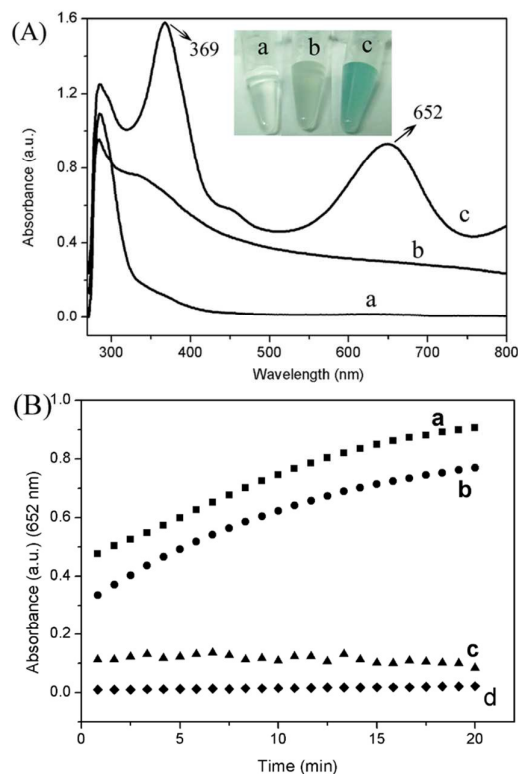 (A)
1.6
369
a
b
c
652
1.2
0.8
0.4
0.0
Absorbance (a.u.)
c
b
a
300
400
500
600
700
800
Wavelength (nm)
(B)
1.0
0.8
0.6
0.4
0.2
0.0
Absorbance (a.u.) (652 nm)
a
b
c
d
0
5
10
15
20
Time (min)